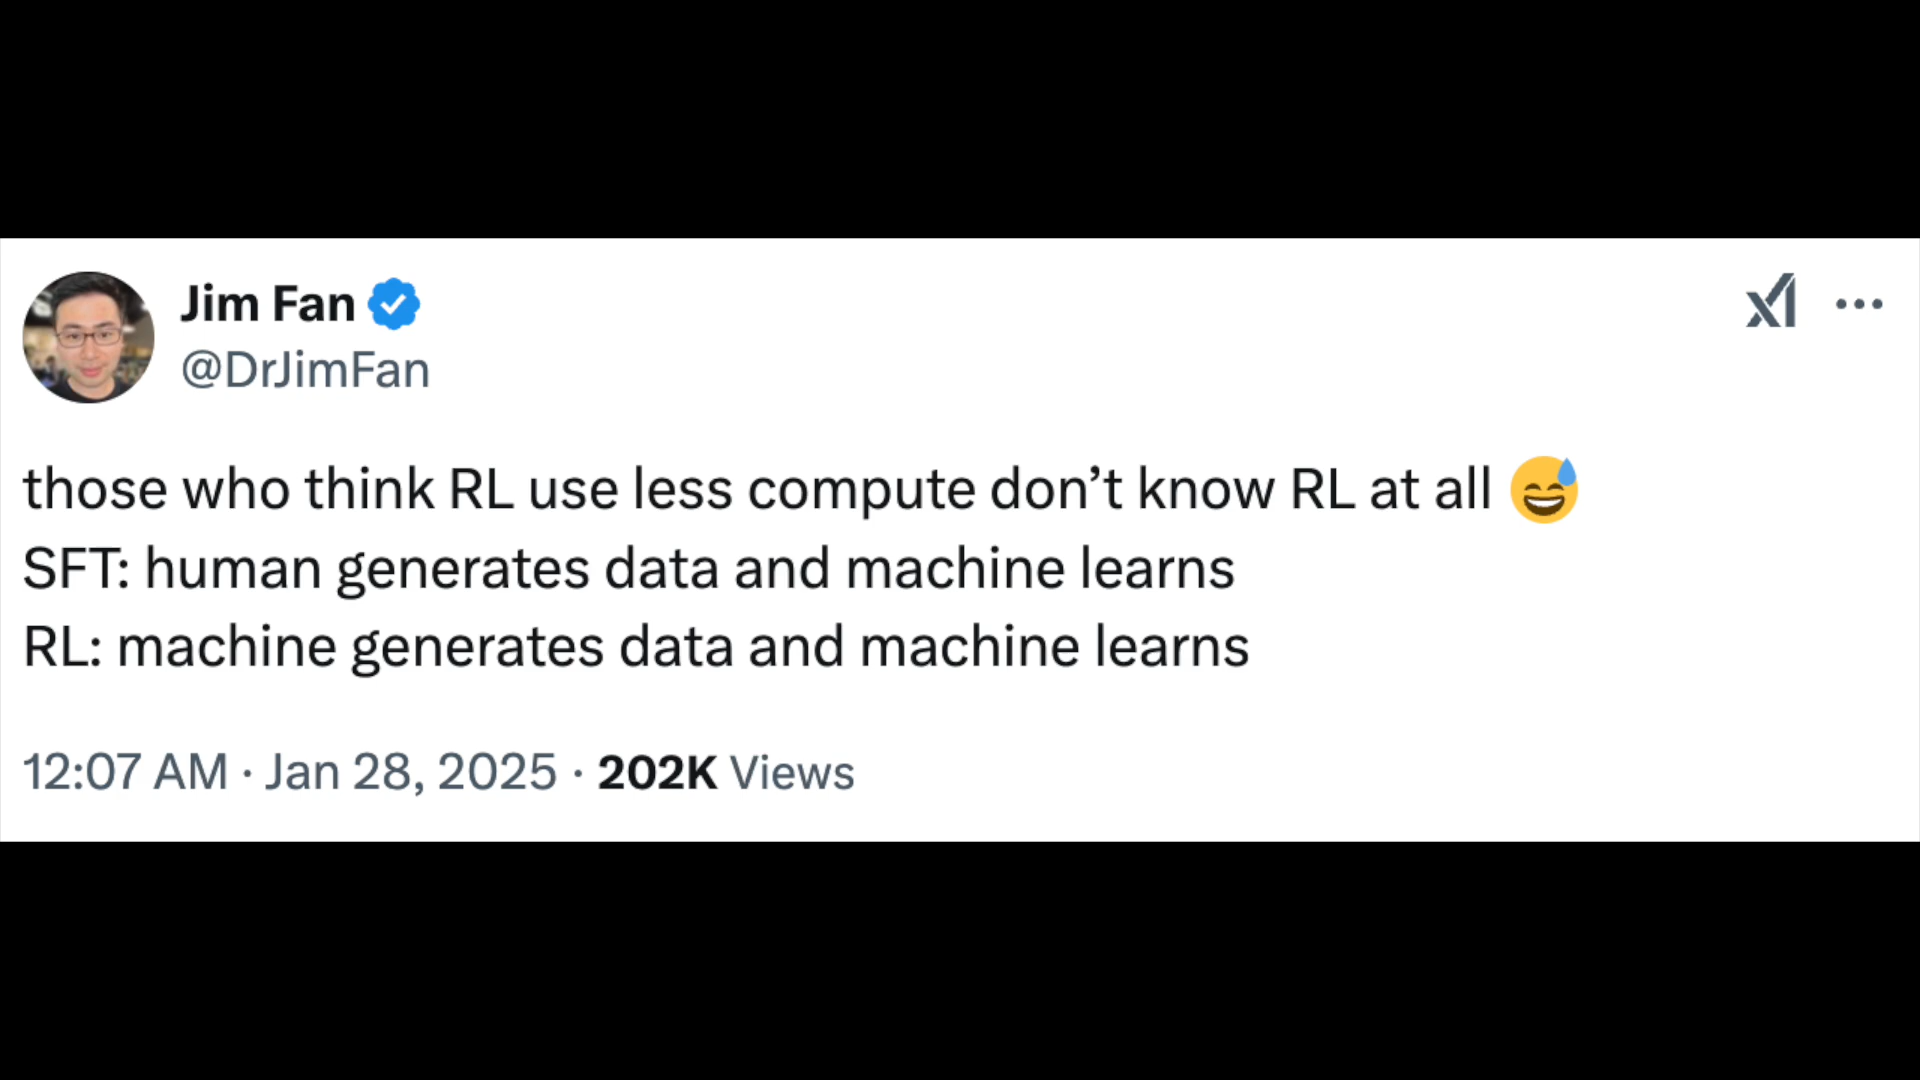 Jim Fan
@DrJimFan
those who think RL use less compute don’t know RL at all 😅
SFT: human generates data and machine learns
RL: machine generates data and machine learns
12:07 AM · Jan 28, 2025 · 202K Views